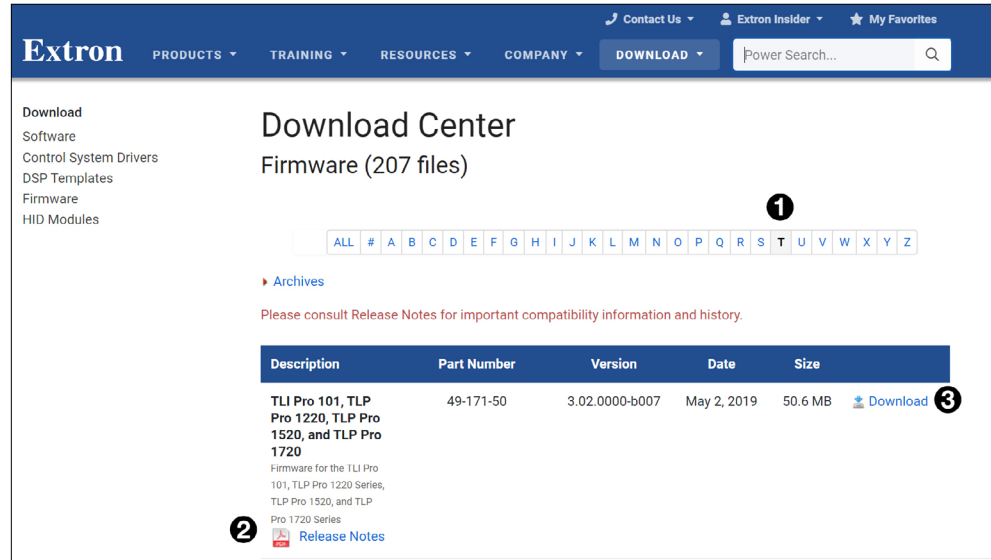 Contact Us Extron Insider My Favorites
Extron PRODUCTS TRAINING RESOURCES COMPANY DOWNLOAD Power Search...
Download
Software
Control System Drivers
DSP Templates
Firmware
HID Modules
Download Center
Firmware (207 files)
1
ALL # A B C D E F G H I J K L M N O P Q R S T U V W X Y Z
Archives
Please consult Release Notes for important compatibility information and history.
Description Part Number Version Date Size
TLI Pro 101, TLP 49-171-50 3.02.0000-b007 May 2, 2019 50.6 MB Download 3
Pro 1220, TLP Pro
1520, and TLP Pro
1720
Firmware for the TLI Pro
101, TLP Pro 1220 Series,
TLP Pro 1520, and TLP
Pro 1720 Series
2 Release Notes